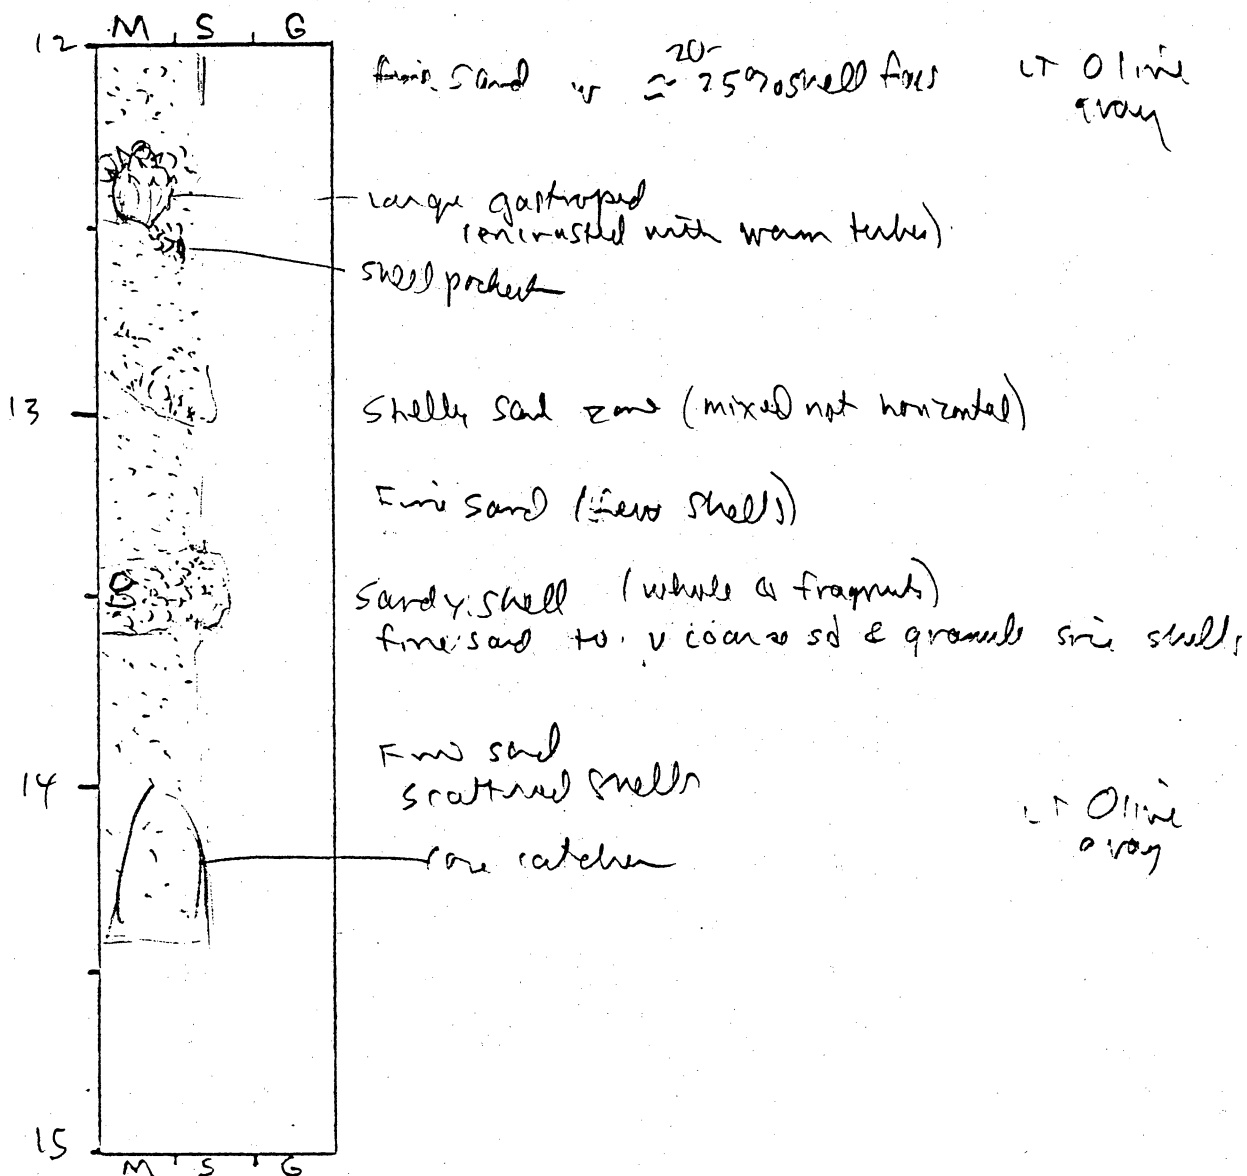 M S G
12
20-
fine sand w ≈ 25% shell frags
LT Olive
gray
large gastropod
(encrusted with worm tubes)
shell pocket
13
Shelly sand zone (mixed not horizontal)
Fine sand (few shells)
Sandy shell (whole & fragments)
fine sand to v coarse sd & granule size shells
Fine sand
scattered shells
14
LT Olive
gray
core catcher
15
M S G